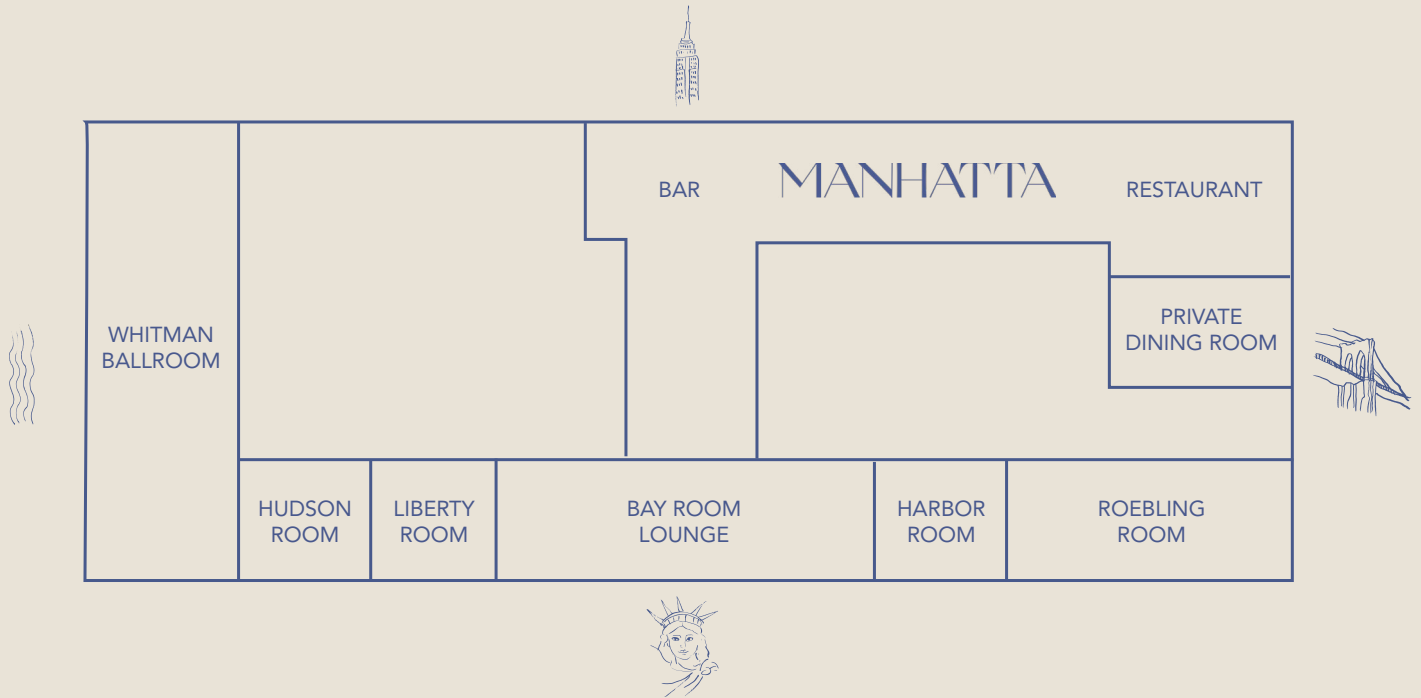 BAR
MANHATTA
RESTAURANT
PRIVATE
DINING ROOM
WHITMAN
BALLROOM
HUDSON
ROOM
LIBERTY
ROOM
BAY ROOM
LOUNGE
HARBOR
ROOM
ROEBLING
ROOM